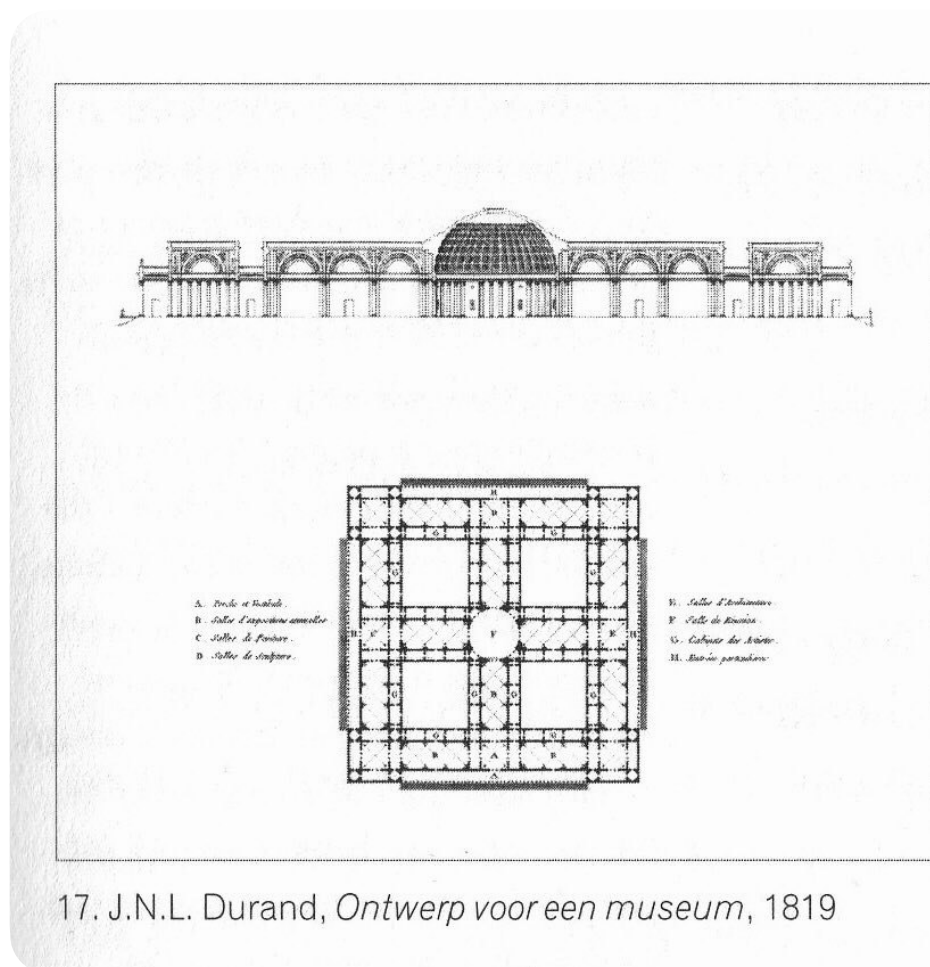 A. Porche et Vestibule.
B. Salles d'expositions annuelles.
C. Salles de Peinture.
D. Salles de Sculpture.
E. Salles d'Architecture.
F. Salle de Réunion.
G. Cabinets des Artistes.
H. Entrées particulières.
H
D
G G
G G
B C F E H
G G B G G
G G
B A B
A
17. J.N.L. Durand, Ontwerp voor een museum, 1819